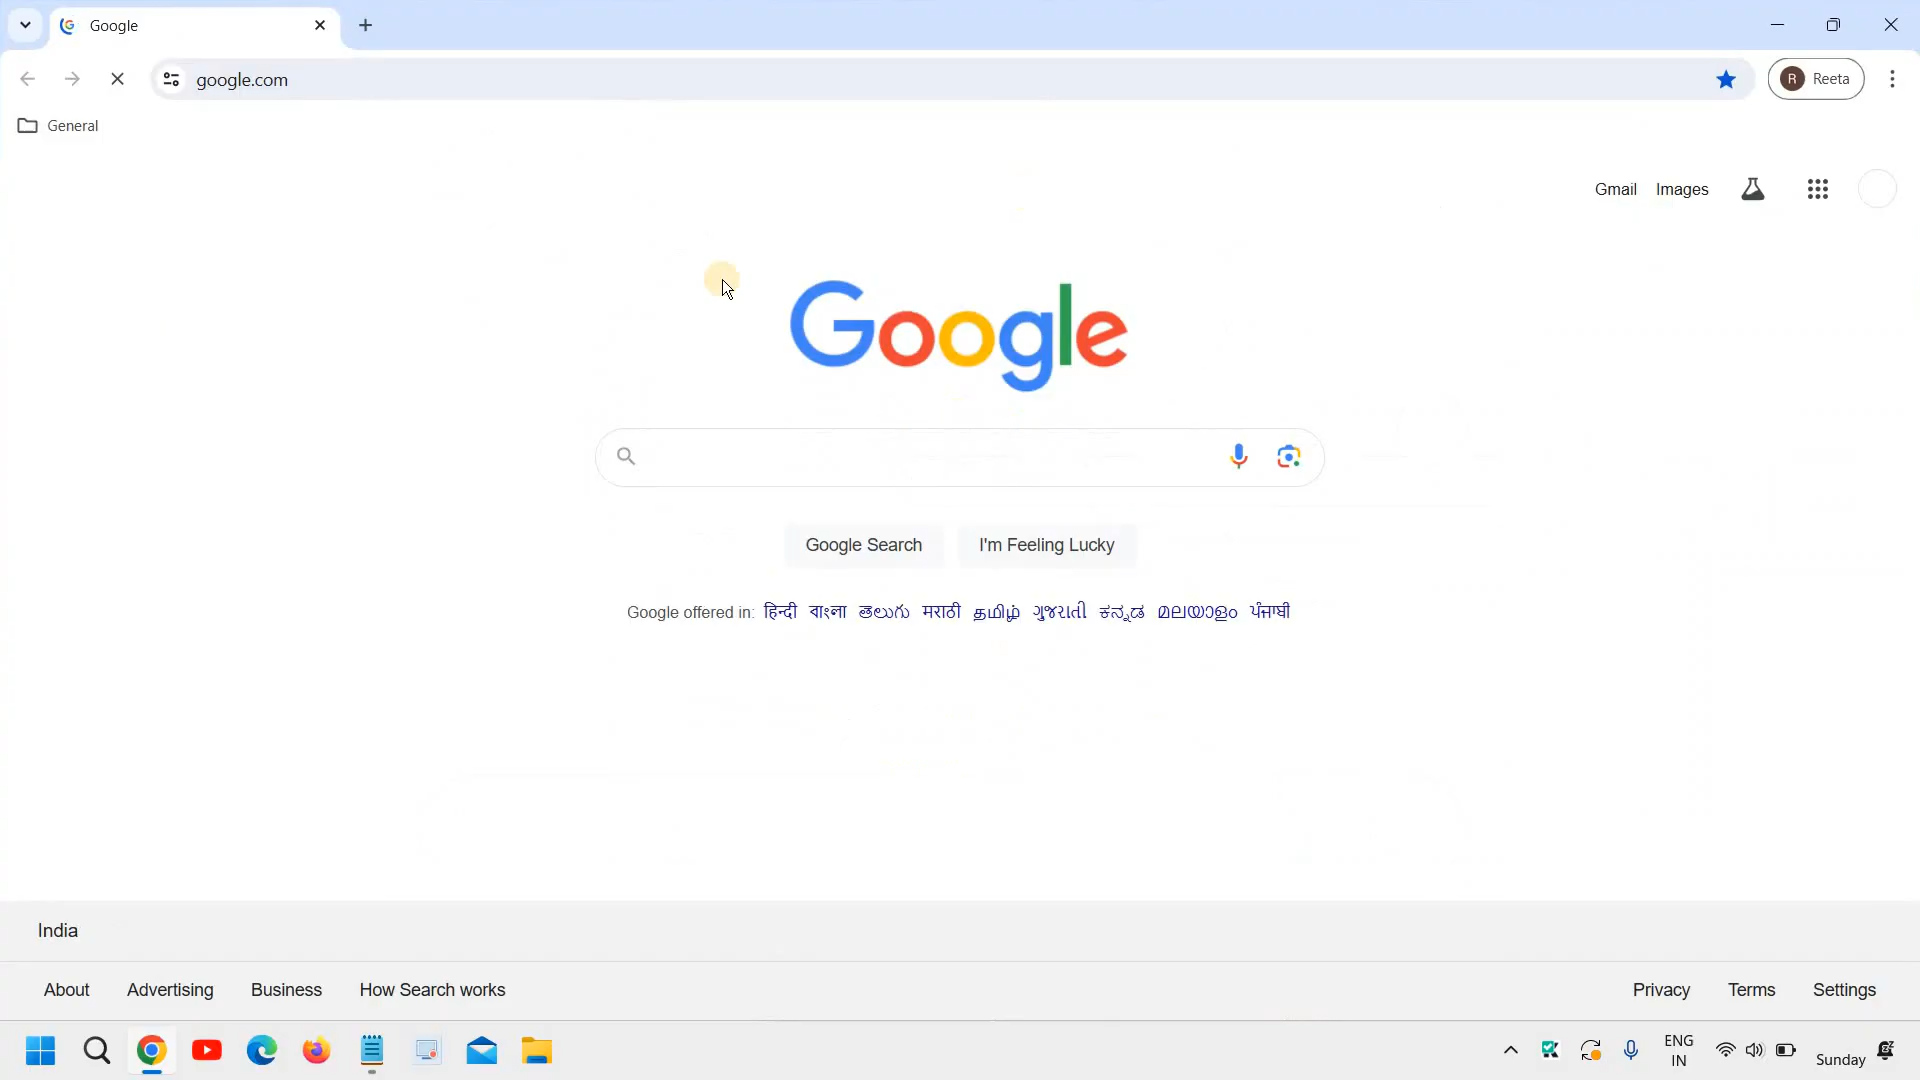 Google
google.com
R Reeta
General
Gmail Images
Google
Google Search I'm Feeling Lucky
Google offered in: हिन्दी বাংলা తెలుగు मराठी தமிழ் ગુજરાતી ಕನ್ನಡ മലയാളം ਪੰਜਾਬੀ
India
About Advertising Business How Search works Privacy Terms Settings
ENG
IN
Sunday